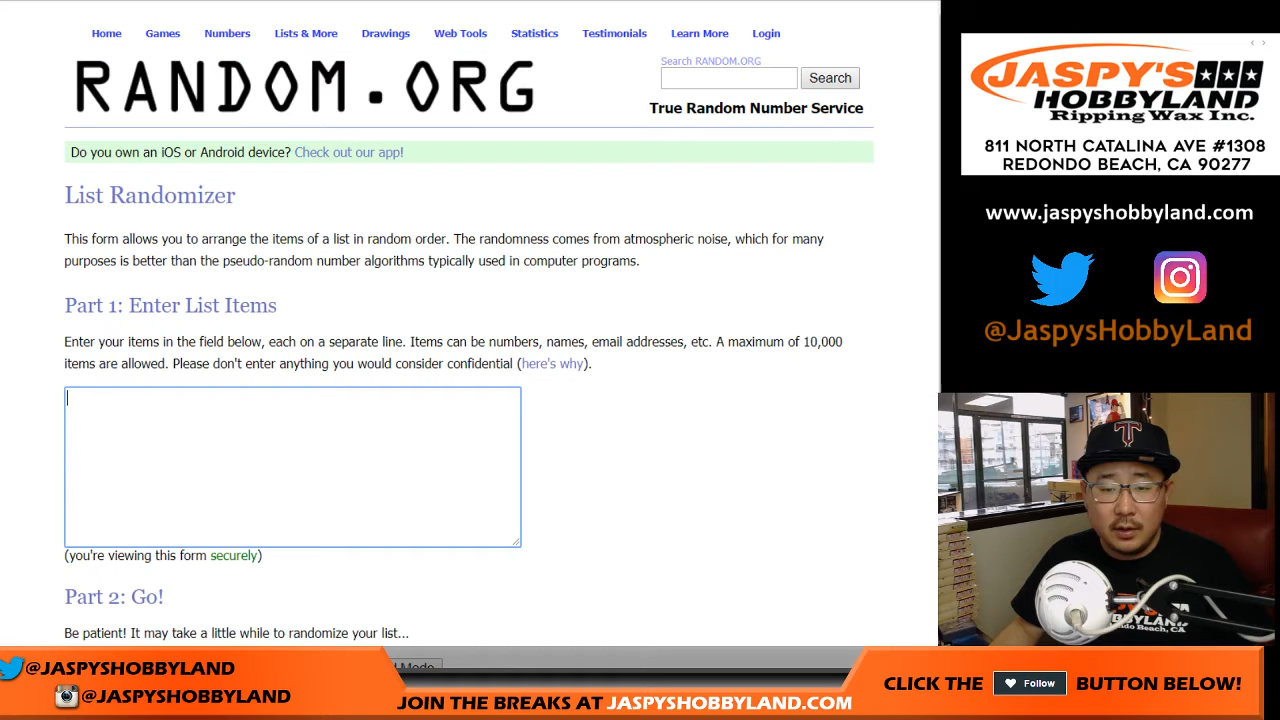 Home Games Numbers Lists & More Drawings Web Tools Statistics Testimonials Learn More Login
RANDOM.ORG
Search RANDOM.ORG
Search
True Random Number Service
Do you own an iOS or Android device? Check out our app!
List Randomizer
This form allows you to arrange the items of a list in random order. The randomness comes from atmospheric noise, which for many
purposes is better than the pseudo-random number algorithms typically used in computer programs.
Part 1: Enter List Items
Enter your items in the field below, each on a separate line. Items can be numbers, names, email addresses, etc. A maximum of 10,000
items are allowed. Please don't enter anything you would consider confidential (here's why).
(you're viewing this form securely)
Part 2: Go!
Be patient! It may take a little while to randomize your list...
JASPY'S
HOBBYLAND
Ripping Wax Inc.
811 NORTH CATALINA AVE #1308
REDONDO BEACH, CA 90277
www.jaspyshobbyland.com
@JaspysHobbyLand
T
JASPY'S
@JASPYSHOBBYLAND
@JASPYSHOBBYLAND
JOIN THE BREAKS AT JASPYSHOBBYLAND.COM
CLICK THE Follow BUTTON BELOW!